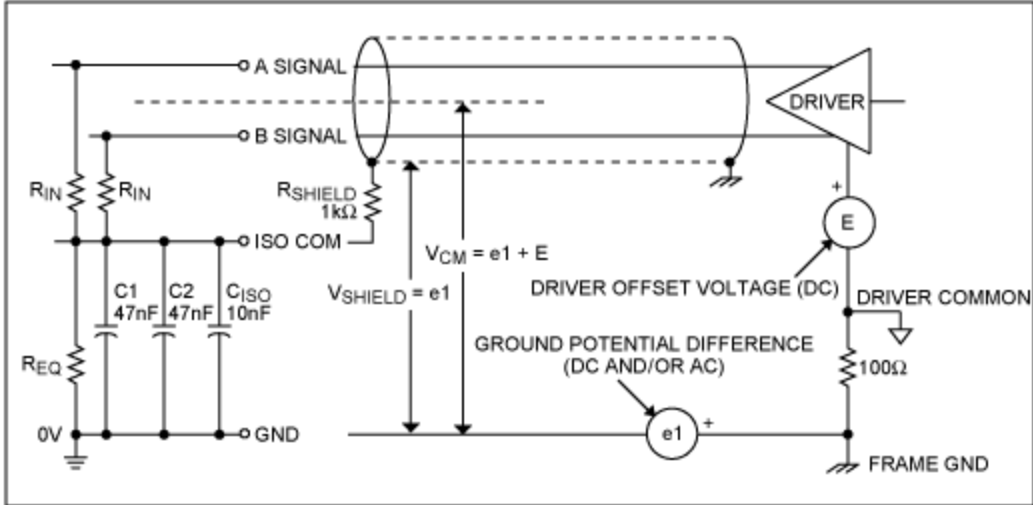 A SIGNAL
DRIVER
B SIGNAL
RIN
RIN
RSHIELD
1kΩ
+
E
ISO COM
VCM = e1 + E
VSHIELD = e1
DRIVER OFFSET VOLTAGE (DC)
DRIVER COMMON
C1
47nF
C2
47nF
CISO
10nF
GROUND POTENTIAL DIFFERENCE
(DC AND/OR AC)
REQ
100Ω
0V
GND
e1
+
FRAME GND